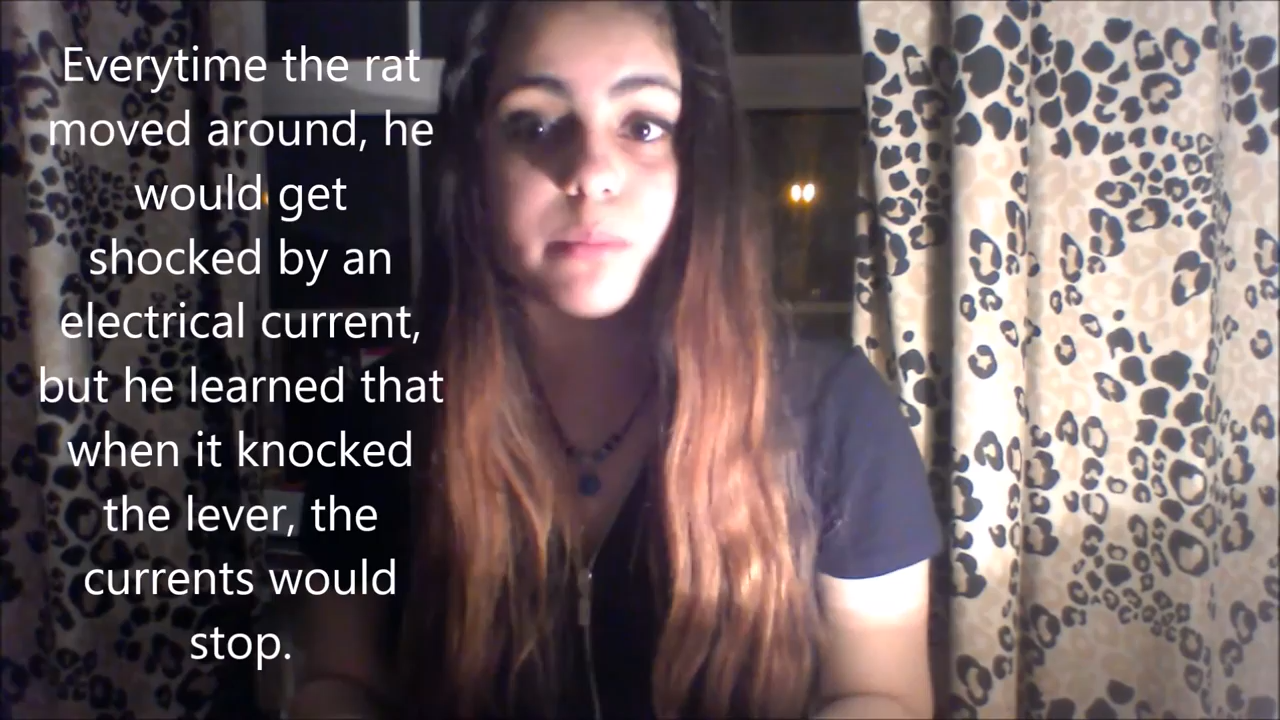 Everytime the rat
moved around, he
would get
shocked by an
electrical current,
but he learned that
when it knocked
the lever, the
currents would
stop.